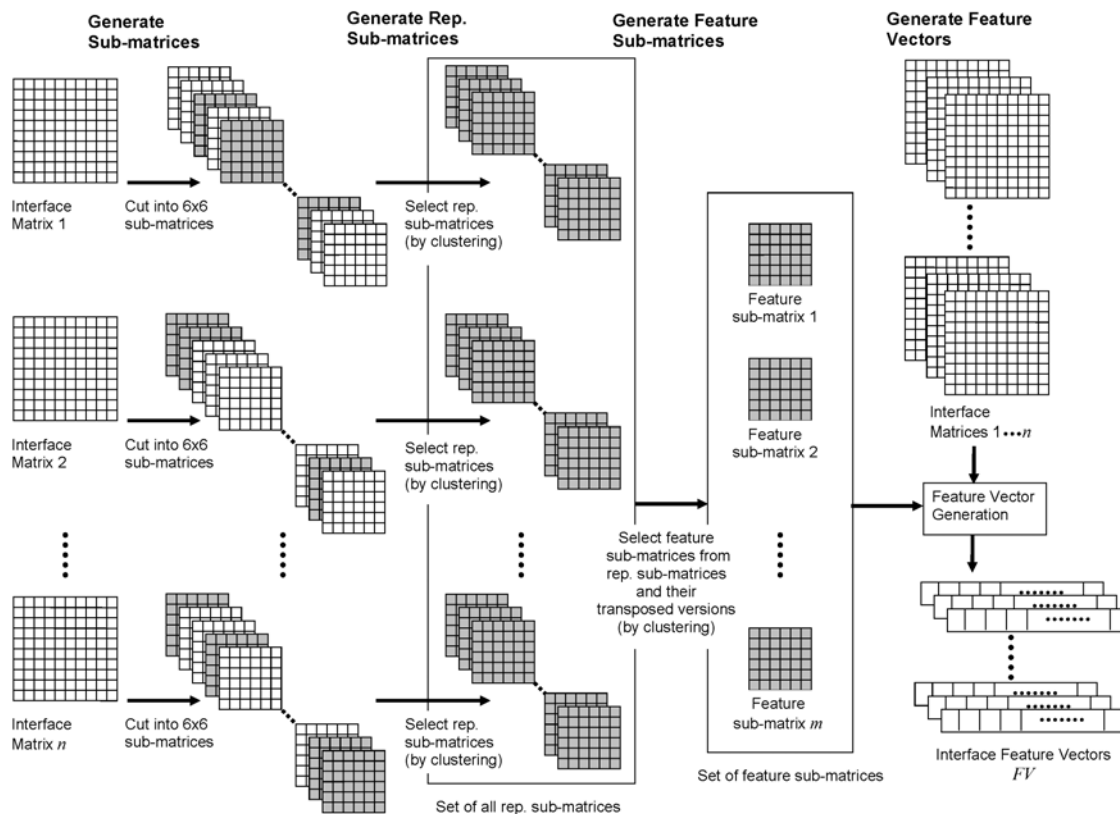 Generate
Sub-matrices
Generate Rep.
Sub-matrices
Generate Feature
Sub-matrices
Generate Feature
Vectors
Interface
Matrix 1
Cut into 6x6
sub-matrices
Select rep.
sub-matrices
(by clustering)
Feature
sub-matrix 1
Interface
Matrix 2
Cut into 6x6
sub-matrices
Select rep.
sub-matrices
(by clustering)
Feature
sub-matrix 2
Interface
Matrices 1 ••• n
Feature Vector
Generation
Select feature
sub-matrices from
rep. sub-matrices
and their
transposed versions
(by clustering)
Interface
Matrix n
Cut into 6x6
sub-matrices
Select rep.
sub-matrices
(by clustering)
Feature
sub-matrix m
Interface Feature Vectors
FV
Set of feature sub-matrices
Set of all rep. sub-matrices